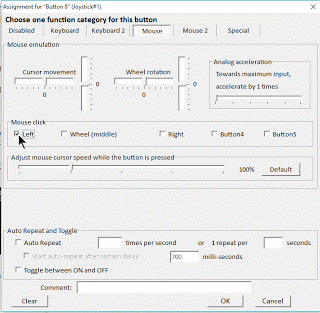 Assignment for "Button 8" (Joystick#1)
Choose one function category for this button
Disabled Keyboard Keyboard 2 Mouse Mouse 2 Special
Mouse emulation
Cursor movement Wheel rotation Analog acceleration
Towards maximum input,
accelerate by 1 times
0 0 0 0
Mouse click
Left Wheel (middle) Right Button4 Button5
Adjust mouse cursor speed while the button is pressed
100% Default
Auto Repeat and Toggle
Auto Repeat times per second or 1 repeat per seconds
Start auto-repeat after certain delay 700 milli-seconds
Toggle between ON and OFF
Comment:
Clear OK Cancel